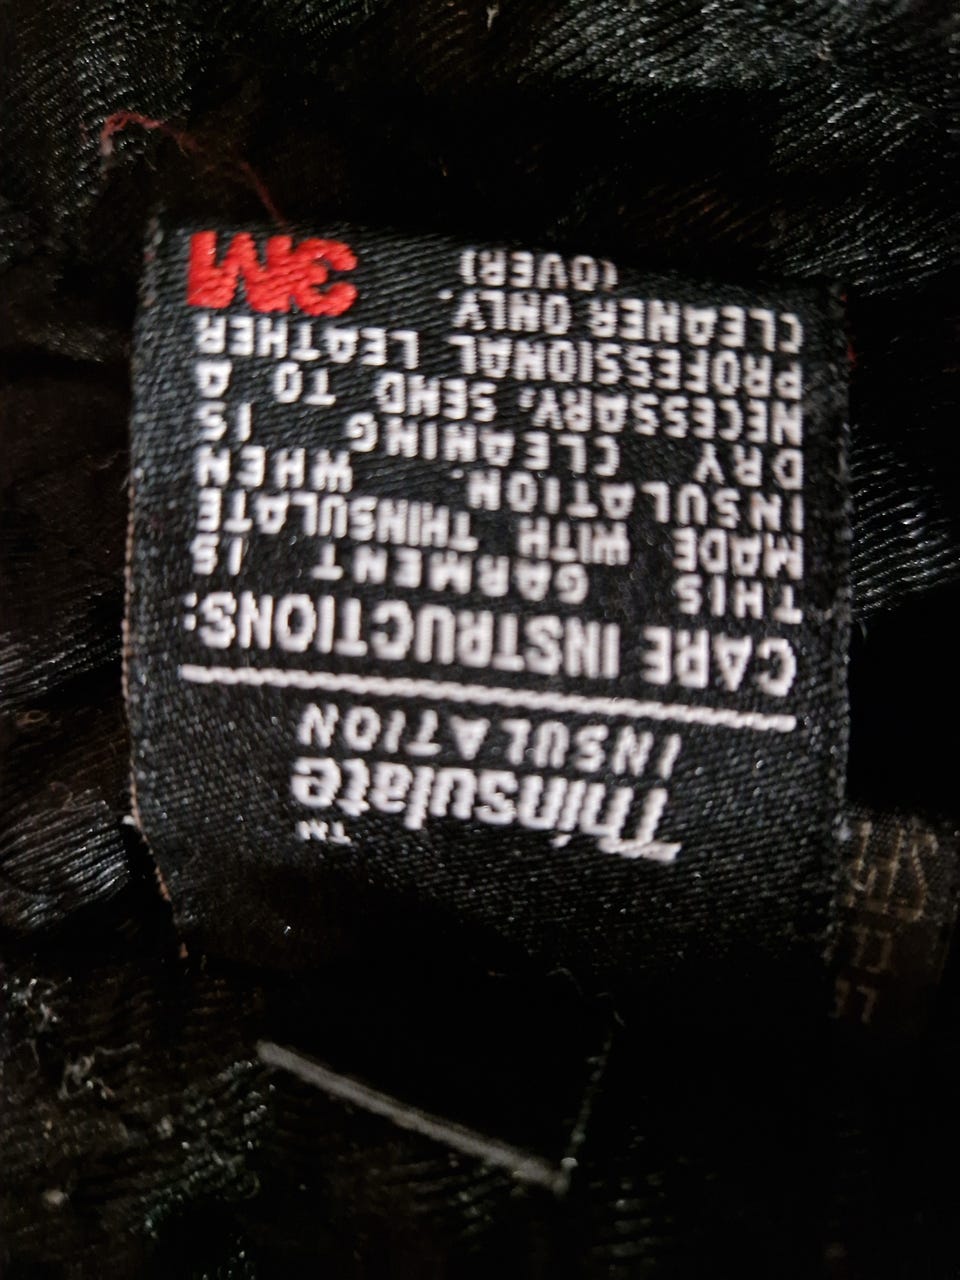 Thinsulate™
INSULATION
CARE INSTRUCTIONS:
THIS GARMENT IS
MADE WITH THINSULATE
INSULATION. WHEN
DRY CLEANING IS
NECESSARY, SEND TO A
PROFESSIONAL LEATHER
CLEANER ONLY.
(OVER)
3M